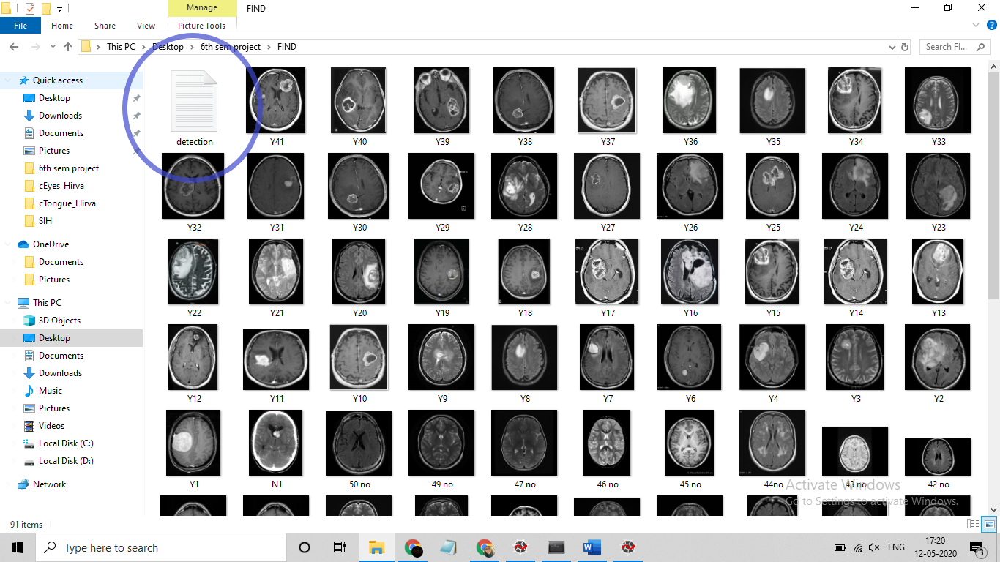 Manage
FIND
File
Home
Share
View
Picture Tools
This PC
Desktop
6th sem project
FIND
Search FI...
Quick access
Desktop
Downloads
Documents
Pictures
6th sem project
cEyes_Hirva
cTongue_Hirva
SIH
OneDrive
Documents
Pictures
This PC
3D Objects
Desktop
Documents
Downloads
Music
Pictures
Videos
Local Disk (C:)
Local Disk (D:)
Network
detection
Y41
Y40
Y39
Y38
Y37
Y36
Y35
Y34
Y33
Y32
Y31
Y30
Y29
Y28
Y27
Y26
Y25
Y24
Y23
Y22
Y21
Y20
Y19
Y18
Y17
Y16
Y15
Y14
Y13
Y12
Y11
Y10
Y9
Y8
Y7
Y6
Y4
Y3
Y2
Y1
N1
50 no
49 no
47 no
46 no
45 no
44no
43 no
42 no
Activate Windows
Go to Settings to activate Windows.
91 items
Type here to search
ENG
17:20
12-05-2020
3